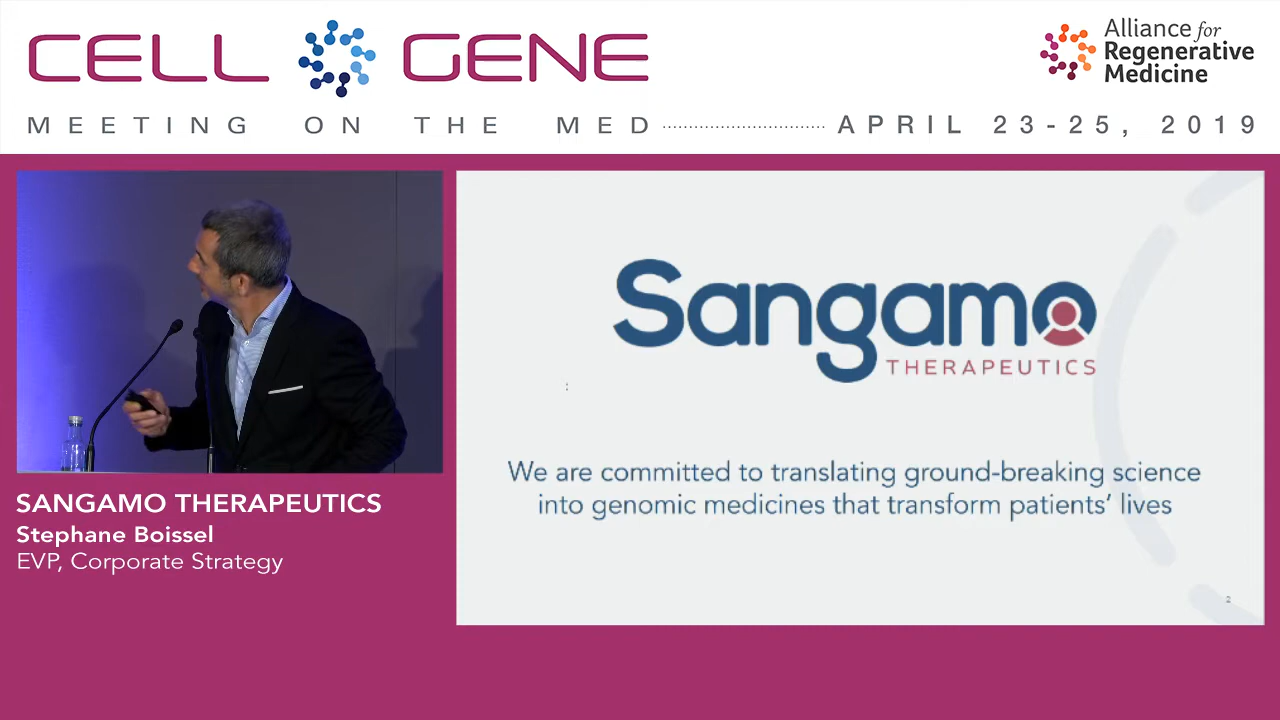 CELL GENE
MEETING ON THE MED
APRIL 23-25, 2019
Alliance for
Regenerative
Medicine
Sangamo
THERAPEUTICS
:
We are committed to translating ground-breaking science
into genomic medicines that transform patients' lives
2
SANGAMO THERAPEUTICS
Stephane Boissel
EVP, Corporate Strategy